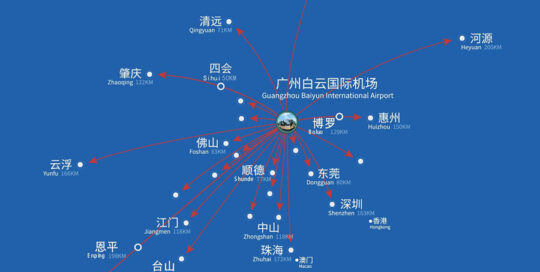 清远
Qingyuan 71KM
河源
Heyuan 200KM
肇庆
Zhaoqing 122KM
四会
Sihui 50KM
广州白云国际机场
Guangzhou Baiyun International Airport
博罗
Boluo 129KM
惠州
Huizhou 150KM
佛山
Foshan 53KM
云浮
Yunfu 166KM
顺德
Shunde 77KM
东莞
Dongguan 80KM
深圳
Shenzhen 163KM
香港
Hongkong
江门
Jiangmen 118KM
中山
Zhongshan 118KM
恩平
Enping 198KM
珠海
Zhuhai 172KM
澳门
Macao
台山